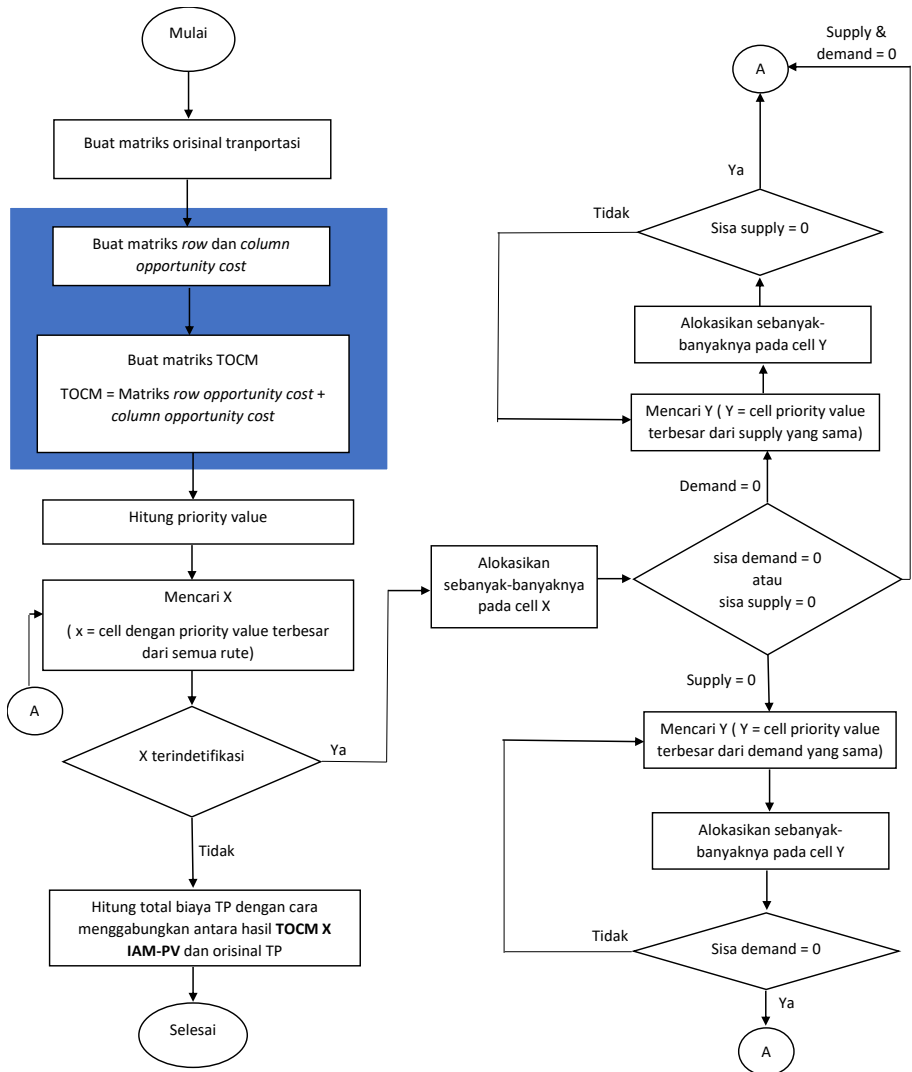 Mulai
Buat matriks orisinal tranportasi
Buat matriks row dan column
opportunity cost
Buat matriks TOCM
TOCM = Matriks row opportunity cost +
column opportunity cost
Hitung priority value
Mencari X
( x = cell dengan priority value terbesar
dari semua rute)
A
X terindetifikasi
Ya
Tidak
Hitung total biaya TP dengan cara
menggabungkan antara hasil TOCM X
IAM-PV dan orisinal TP
Selesai
Alokasikan
sebanyak-banyaknya
pada cell X
Supply &
demand = 0
A
Ya
Tidak
Sisa supply = 0
Alokasikan sebanyak-
banyaknya pada cell Y
Mencari Y ( Y = cell priority value
terbesar dari supply yang sama)
Demand = 0
sisa demand = 0
atau
sisa supply = 0
Supply = 0
Mencari Y ( Y = cell priority value
terbesar dari demand yang sama)
Alokasikan sebanyak-
banyaknya pada cell Y
Tidak
Sisa demand = 0
Ya
A